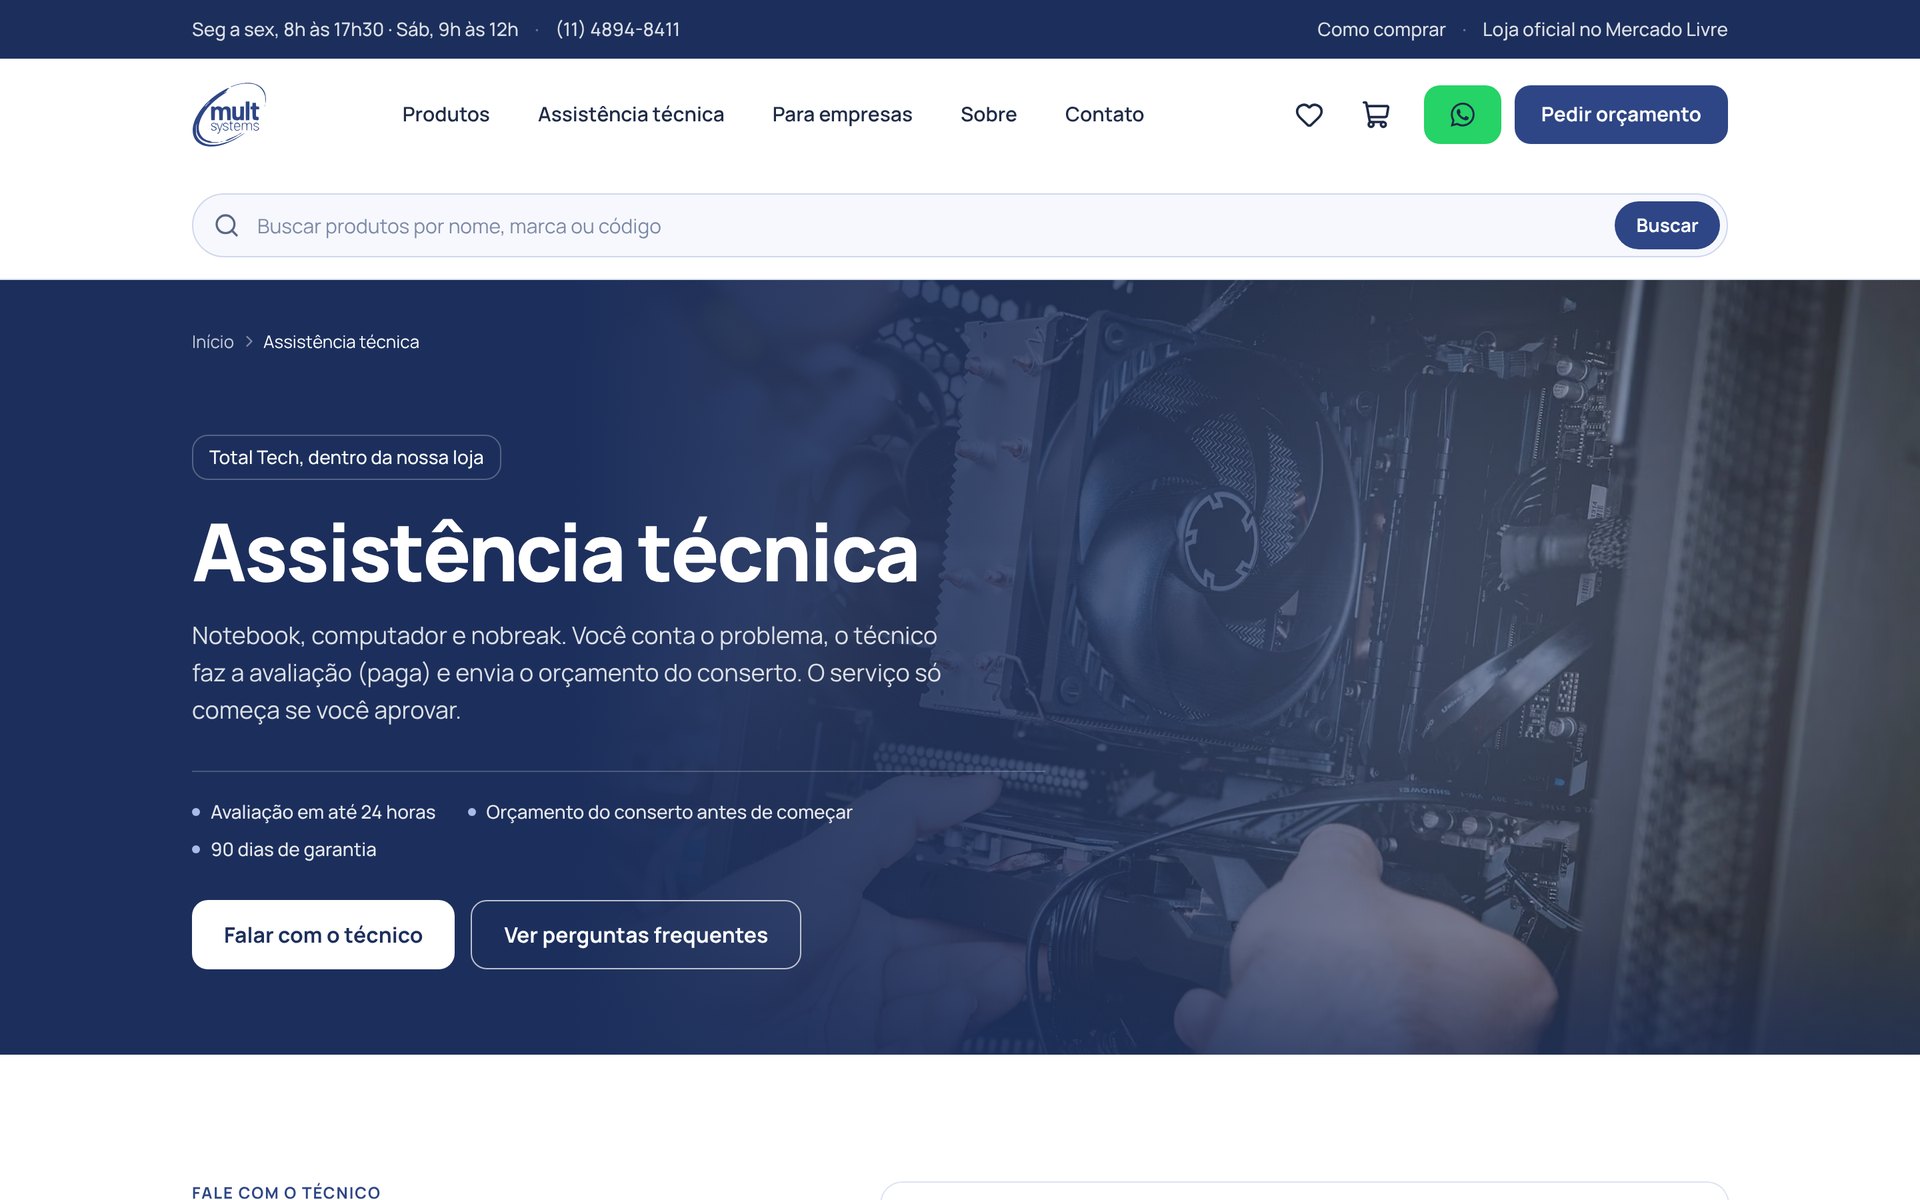 Seg a sex, 8h às 17h30 · Sáb, 9h às 12h · (11) 4894-8411
Como comprar · Loja oficial no Mercado Livre
mult
systems
Produtos
Assistência técnica
Para empresas
Sobre
Contato
Pedir orçamento
Buscar produtos por nome, marca ou código
Buscar
Início > Assistência técnica
Total Tech, dentro da nossa loja
Assistência técnica
Notebook, computador e nobreak. Você conta o problema, o técnico
faz a avaliação (paga) e envia o orçamento do conserto. O serviço só
começa se você aprovar.
Avaliação em até 24 horas
Orçamento do conserto antes de começar
90 dias de garantia
Falar com o técnico
Ver perguntas frequentes
FALE COM O TÉCNICO